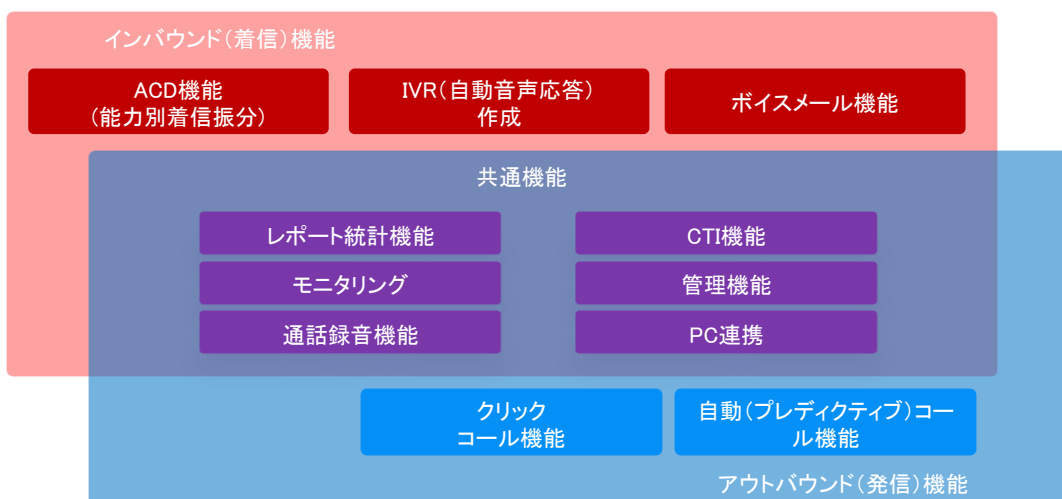 インバウンド（着信）機能
ACD機能
（能力別着信振分）
IVR（自動音声応答）
作成
ボイスメール機能
共通機能
レポート統計機能
CTI機能
モニタリング
管理機能
通話録音機能
PC連携
クリック
コール機能
自動（プレディクティブ）コー
ル機能
アウトバウンド（発信）機能